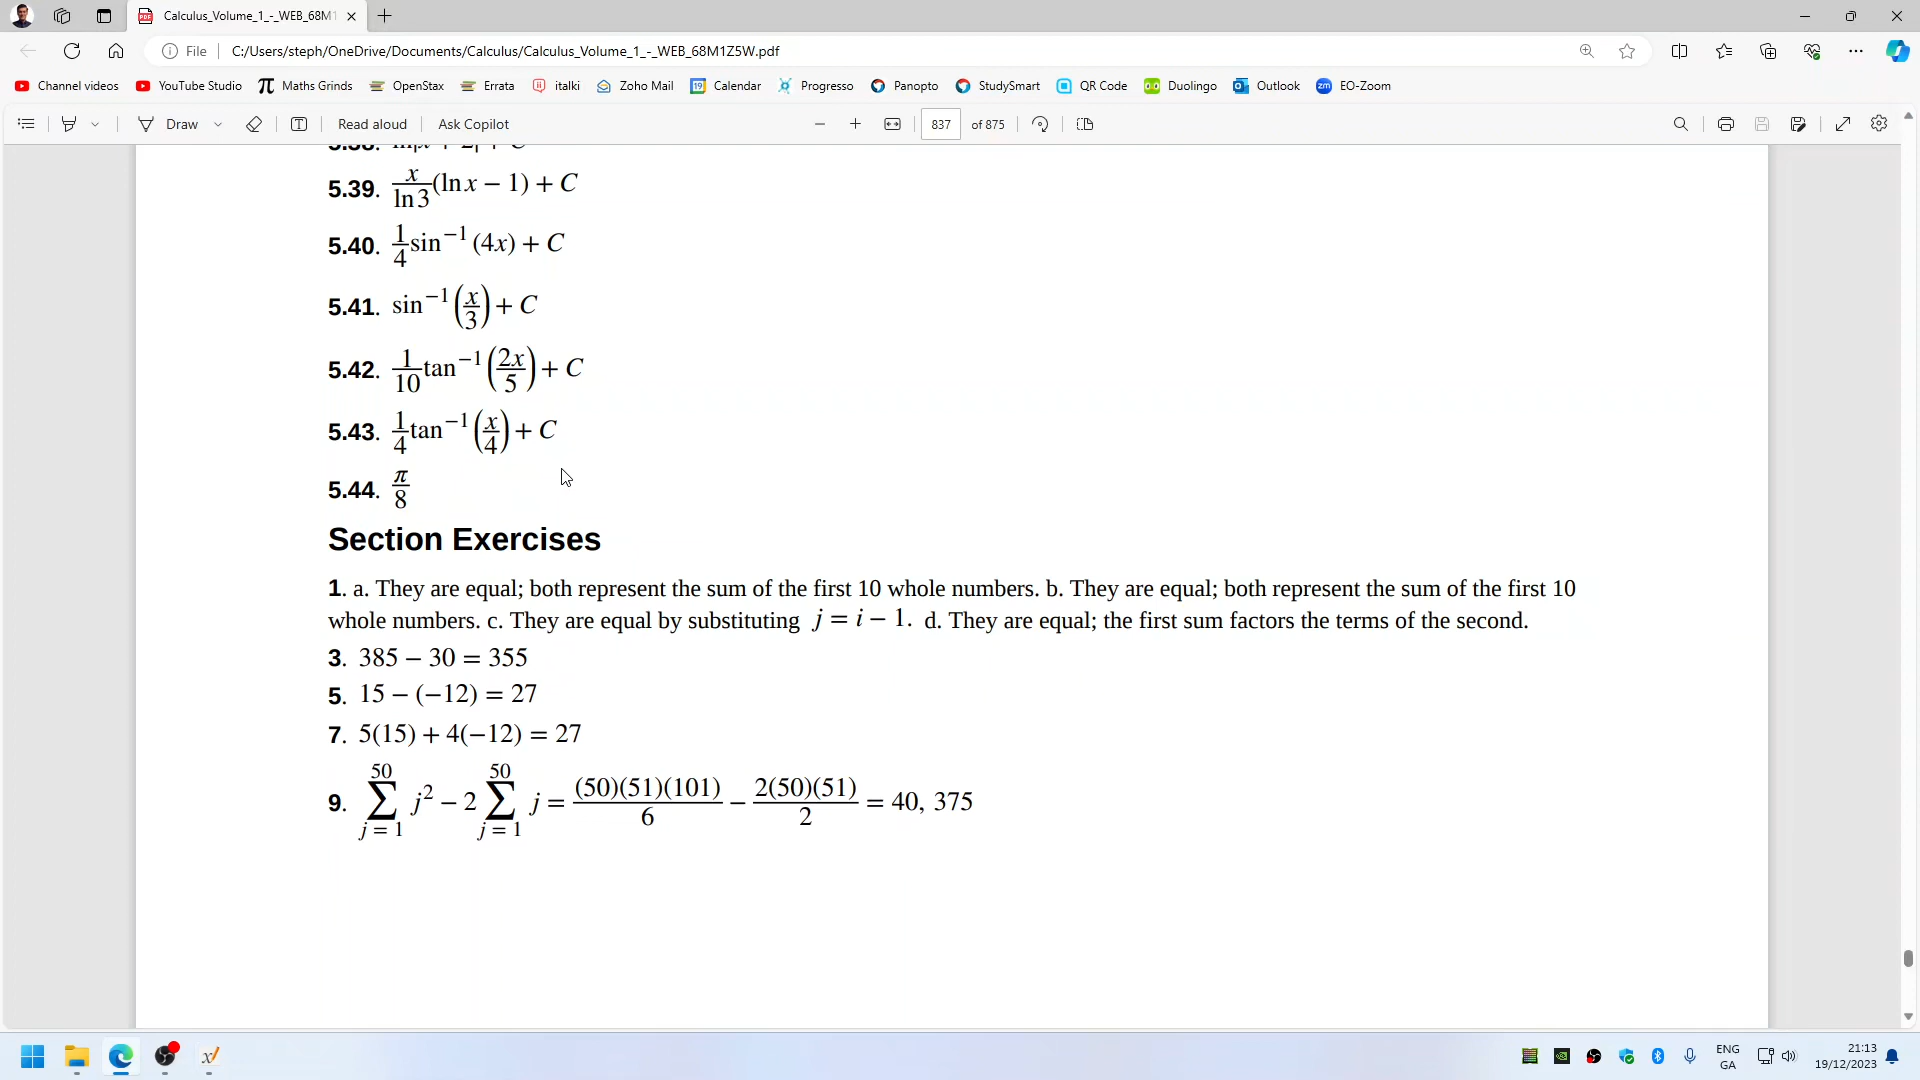 Calculus_Volume_1_-_WEB_68M1
File C:/Users/steph/OneDrive/Documents/Calculus/Calculus_Volume_1_-_WEB_68M1Z5W.pdf
Channel videos YouTube Studio Maths Grinds OpenStax Errata italki Zoho Mail Calendar Progresso Panopto StudySmart QR Code Duolingo Outlook EO-Zoom
Draw Read aloud Ask Copilot 837 of 875
5.39. x/ln 3 (ln x − 1) + C
5.40. 1/4 sin⁻¹ (4x) + C
5.41. sin⁻¹ (x/3) + C
5.42. 1/10 tan⁻¹ (2x/5) + C
5.43. 1/4 tan⁻¹ (x/4) + C
5.44. π/8
Section Exercises
1. a. They are equal; both represent the sum of the first 10 whole numbers. b. They are equal; both represent the sum of the first 10
whole numbers. c. They are equal by substituting j = i − 1. d. They are equal; the first sum factors the terms of the second.
3. 385 − 30 = 355
5. 15 − (−12) = 27
7. 5(15) + 4(−12) = 27
9. ∑_{j = 1}^{50} j² − 2 ∑_{j = 1}^{50} j = (50)(51)(101)/6 − 2(50)(51)/2 = 40, 375
ENG
GA
21:13
19/12/2023